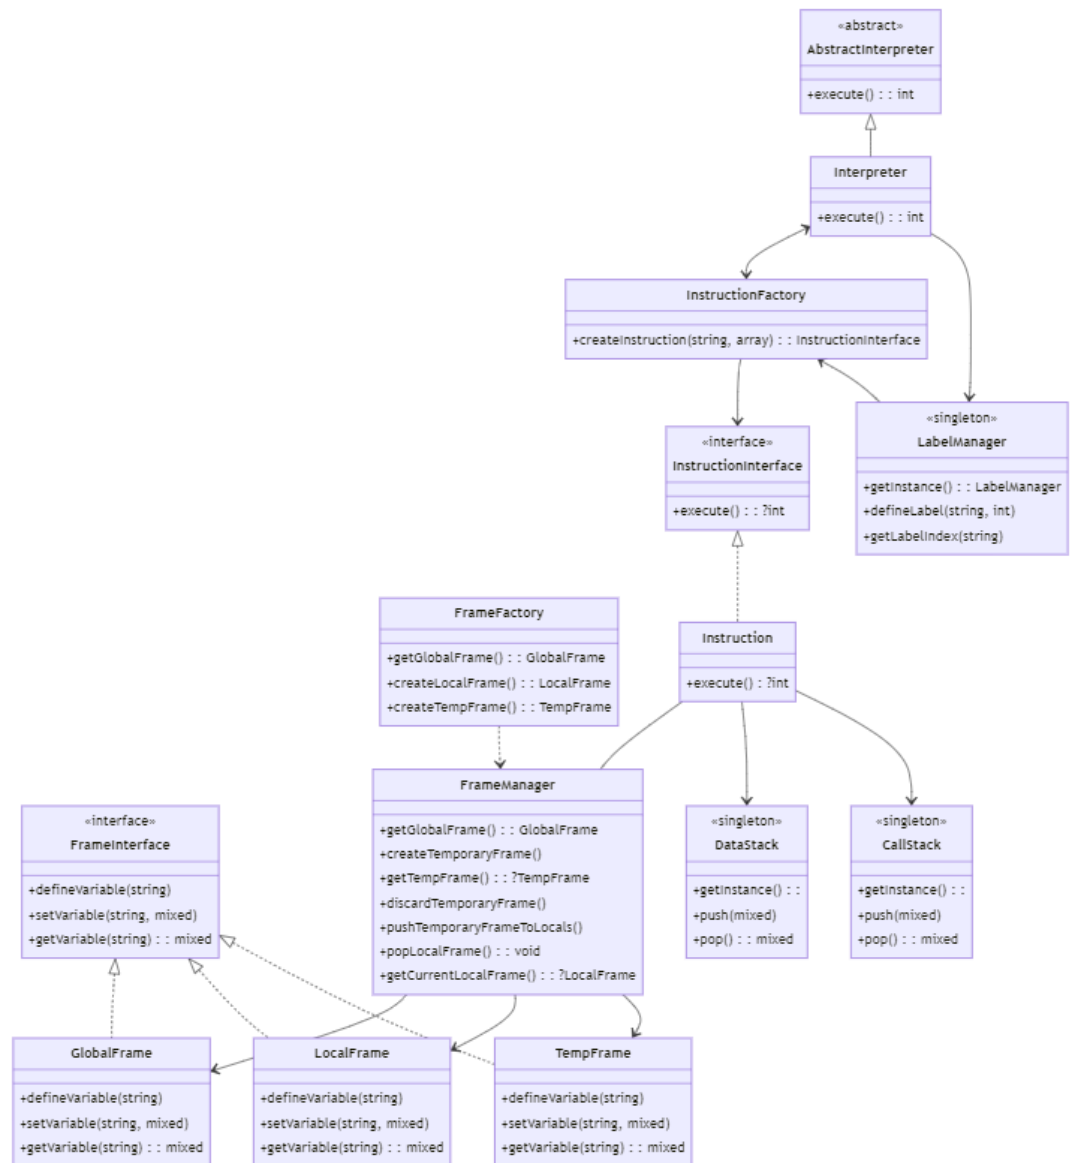 «abstract»
AbstractInterpreter
+execute() : : int
Interpreter
+execute() : : int
InstructionFactory
+createInstruction(string, array) : : InstructionInterface
«singleton»
LabelManager
+getInstance() : : LabelManager
+defineLabel(string, int)
+getLabelIndex(string)
«interface»
InstructionInterface
+execute() : : ?int
FrameFactory
+getGlobalFrame() : : GlobalFrame
+createLocalFrame() : : LocalFrame
+createTempFrame() : : TempFrame
Instruction
+execute() : ?int
FrameManager
+getGlobalFrame() : : GlobalFrame
+createTemporaryFrame()
+getTempFrame() : : ?TempFrame
+discardTemporaryFrame()
+pushTemporaryFrameToLocals()
+popLocalFrame() : : void
+getCurrentLocalFrame() : : ?LocalFrame
«interface»
FrameInterface
+defineVariable(string)
+setVariable(string, mixed)
+getVariable(string) : : mixed
«singleton»
DataStack
+getInstance() : :
+push(mixed)
+pop() : : mixed
«singleton»
CallStack
+getInstance() : :
+push(mixed)
+pop() : : mixed
GlobalFrame
+defineVariable(string)
+setVariable(string, mixed)
+getVariable(string) : : mixed
LocalFrame
+defineVariable(string)
+setVariable(string, mixed)
+getVariable(string) : : mixed
TempFrame
+defineVariable(string)
+setVariable(string, mixed)
+getVariable(string) : : mixed